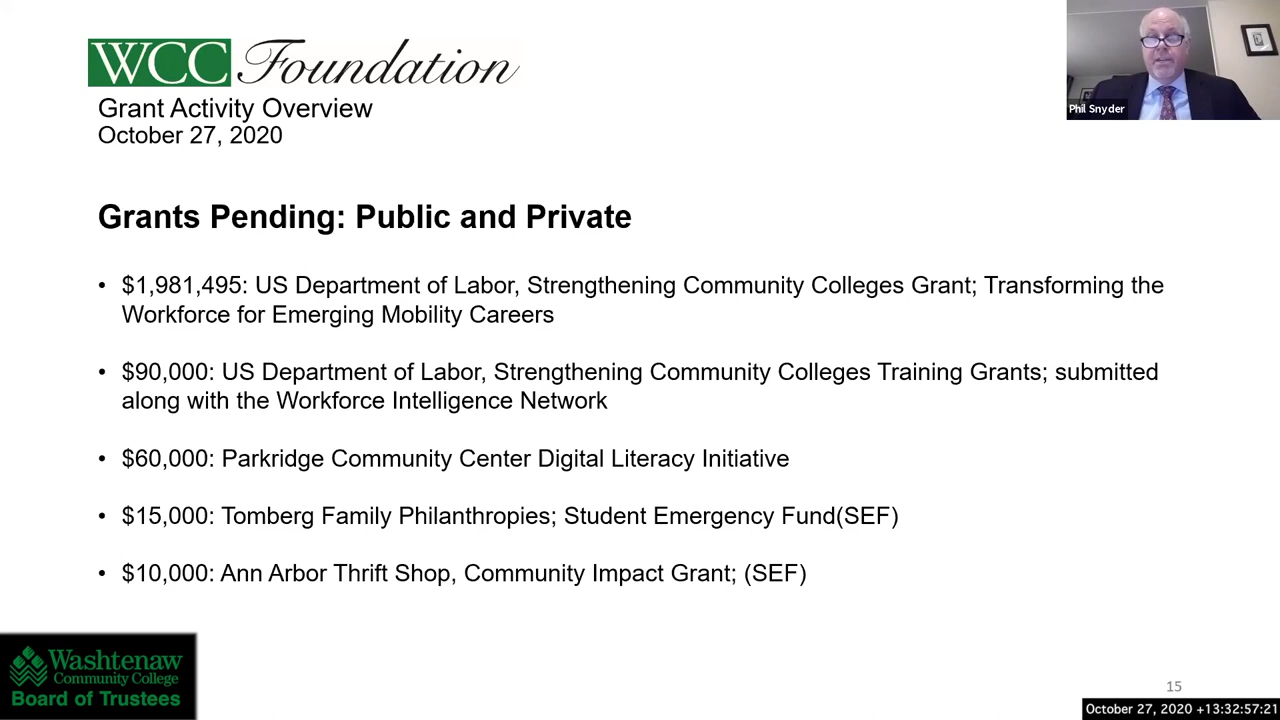 WCC Foundation
Grant Activity Overview
October 27, 2020
Phil Snyder
Grants Pending: Public and Private
• $1,981,495: US Department of Labor, Strengthening Community Colleges Grant; Transforming the
Workforce for Emerging Mobility Careers
• $90,000: US Department of Labor, Strengthening Community Colleges Training Grants; submitted
along with the Workforce Intelligence Network
• $60,000: Parkridge Community Center Digital Literacy Initiative
• $15,000: Tomberg Family Philanthropies; Student Emergency Fund(SEF)
• $10,000: Ann Arbor Thrift Shop, Community Impact Grant; (SEF)
Washtenaw
Community College
Board of Trustees
15
October 27, 2020 +13:32:57:21